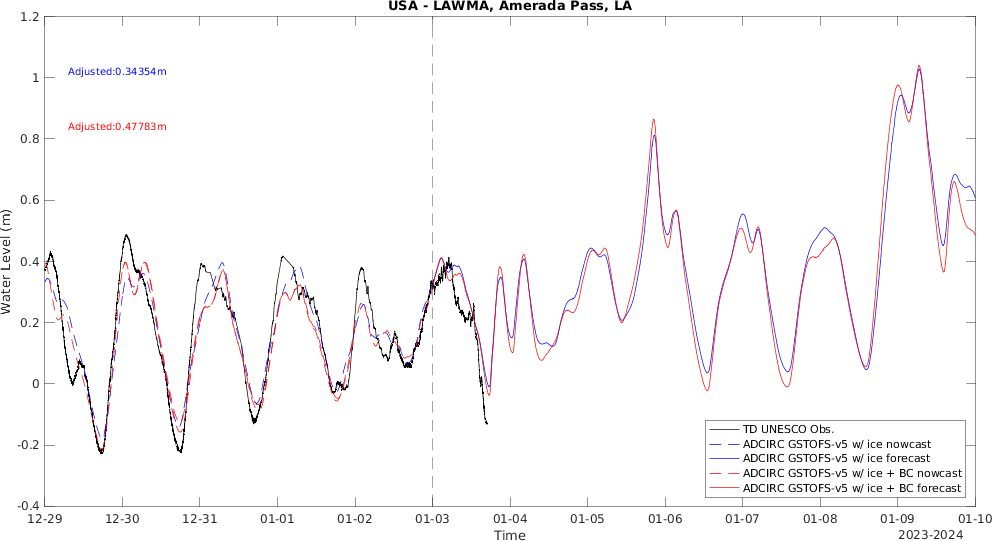 USA - LAWMA, Amerada Pass, LA
1.2
1
0.8
0.6
0.4
0.2
0
-0.2
-0.4
Water Level (m)
Adjusted:0.34354m
Adjusted:0.47783m
TD UNESCO Obs.
ADCIRC GSTOFS-v5 w/ ice nowcast
ADCIRC GSTOFS-v5 w/ ice forecast
ADCIRC GSTOFS-v5 w/ ice + BC nowcast
ADCIRC GSTOFS-v5 w/ ice + BC forecast
12-29 12-30 12-31 01-01 01-02 01-03 01-04 01-05 01-06 01-07 01-08 01-09 01-10
Time
2023-2024